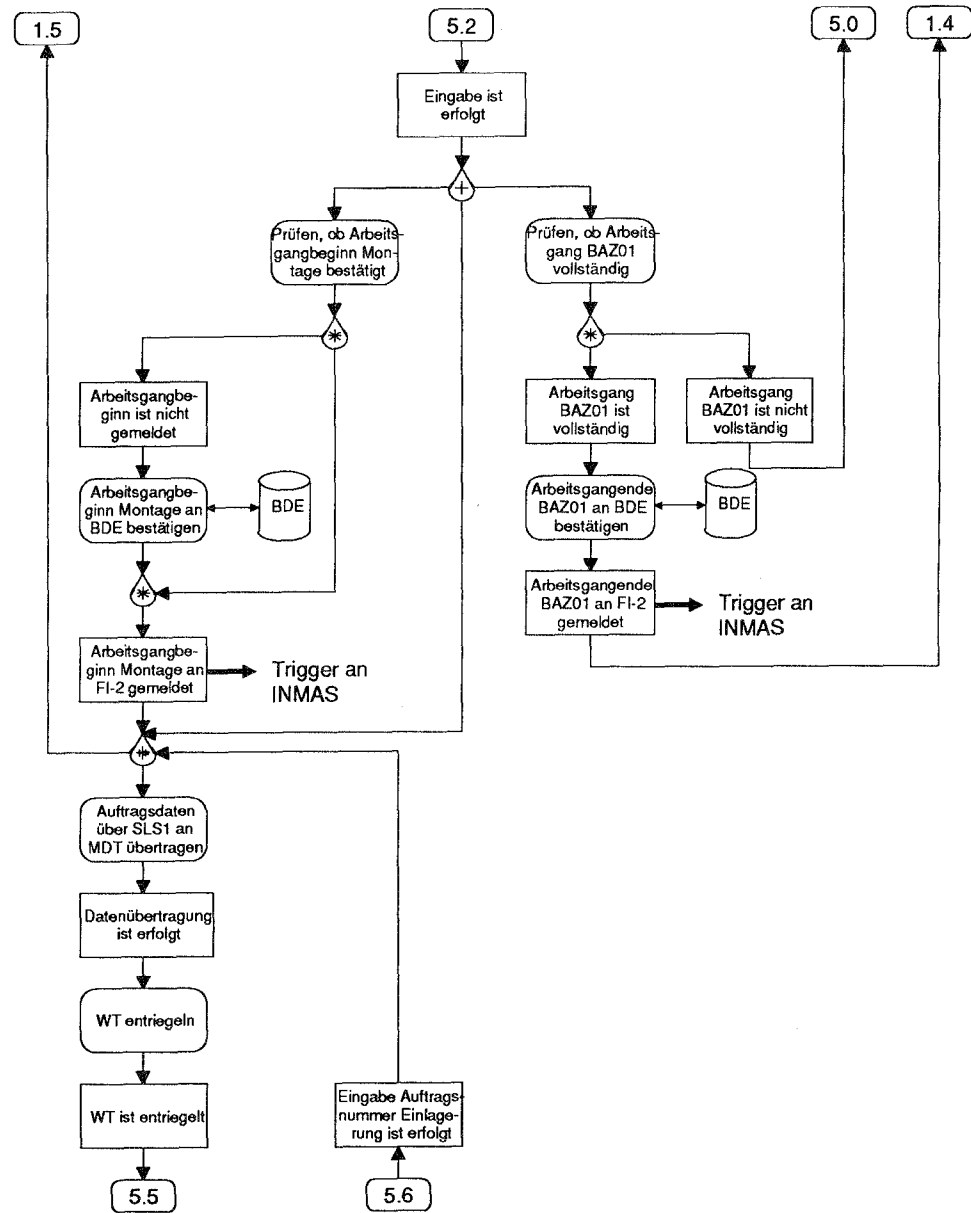 1.5
5.2
5.0
1.4
Eingabe ist
erfolgt
+
Prüfen, ob Arbeits-
gangbeginn Mon-
tage bestätigt
Prüfen, ob Arbeits-
gang BAZ01
vollständig
*
*
Arbeitsgangbe-
ginn ist nicht
gemeldet
Arbeitsgang
BAZ01 ist
vollständig
Arbeitsgang
BAZ01 ist nicht
vollständig
Arbeitsgangbe-
ginn Montage an
BDE bestätigen
BDE
Arbeitsgangende
BAZ01 an BDE
bestätigen
BDE
*
Arbeitsgangende
BAZ01 an FI-2
gemeldet
Trigger an
INMAS
Arbeitsgangbe-
ginn Montage an
FI-2 gemeldet
Trigger an
INMAS
*
Auftragsdaten
über SLS1 an
MDT übertragen
Datenübertragung
ist erfolgt
WT entriegeln
WT ist entriegelt
Eingabe Auftrags-
nummer Einlage-
rung ist erfolgt
5.5
5.6